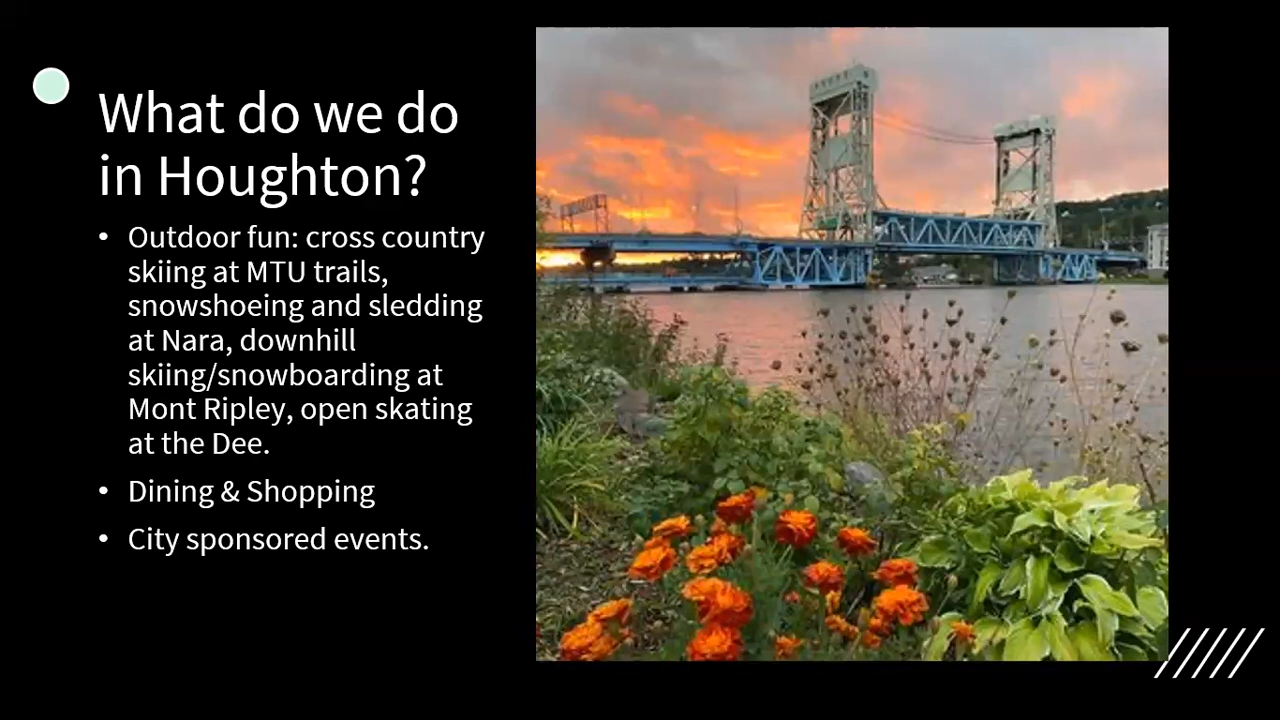 What do we do
in Houghton?
• Outdoor fun: cross country
skiing at MTU trails,
snowshoeing and sledding
at Nara, downhill
skiing/snowboarding at
Mont Ripley, open skating
at the Dee.
• Dining & Shopping
• City sponsored events.